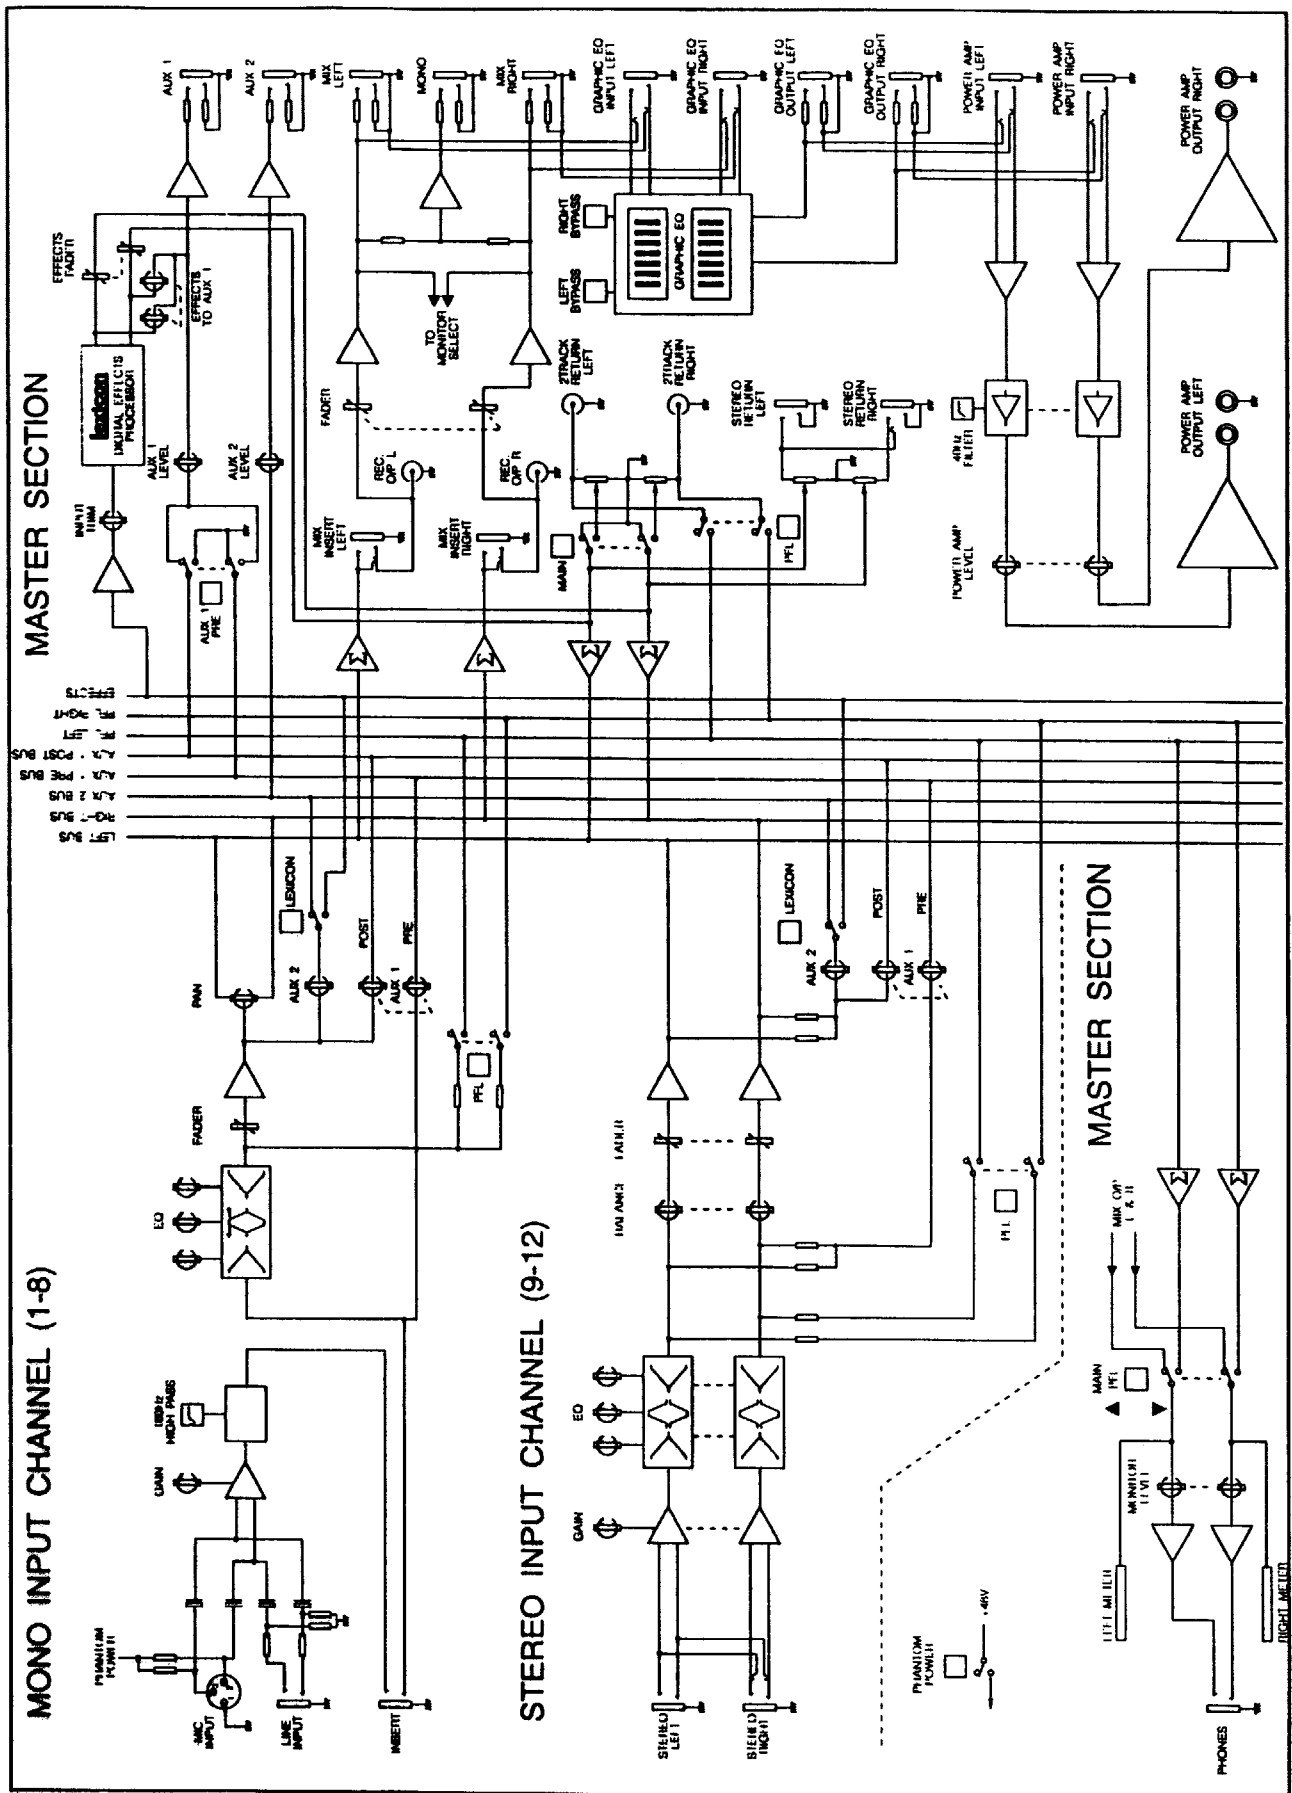 MONO INPUT CHANNEL (1-8)
PHANTOM
POWER
MIC
INPUT
LINE
INPUT
INSERT
GAIN
100Hz
HIGH PASS
EQ
FADER
PAN
AUX 2
LEXICON
POST
AUX 1
PRE
PFL
STEREO INPUT CHANNEL (9-12)
STEREO
LEFT
STEREO
RIGHT
GAIN
EQ
BALANCE
FADER
AUX 2
LEXICON
POST
AUX 1
PRE
PFL
PHANTOM
POWER
+48V
MASTER SECTION
MIX O/P
L & R
MAIN
PFL
MONITOR
LEVEL
LEFT METER
RIGHT METER
PHONES
LEFT BUS
RIGHT BUS
AUX 2 BUS
AUX 1 PRE BUS
AUX 1 POST BUS
PFL LEFT
PFL RIGHT
EFFECTS
MASTER SECTION
INPUT
TRIM
lexicon
DIGITAL EFFECTS
PROCESSOR
EFFECTS
FADER
EFFECTS
TO AUX 1
AUX 1
PRE
AUX 1
LEVEL
AUX 2
LEVEL
AUX 1
AUX 2
MIX
LEFT
MONO
MIX
RIGHT
GRAPHIC EQ
INPUT LEFT
GRAPHIC EQ
INPUT RIGHT
GRAPHIC EQ
OUTPUT LEFT
GRAPHIC EQ
OUTPUT RIGHT
POWER AMP
INPUT LEFT
POWER AMP
INPUT RIGHT
POWER AMP
OUTPUT RIGHT
MIX
INSERT
LEFT
REC.
O/P L
FADER
MIX
INSERT
RIGHT
REC.
O/P R
TO
MONITOR
SELECT
LEFT
BYPASS
RIGHT
BYPASS
GRAPHIC EQ
MAIN
2TRACK
RETURN
LEFT
2TRACK
RETURN
RIGHT
PFL
STEREO
RETURN
LEFT
STEREO
RETURN
RIGHT
POWER AMP
LEVEL
40Hz
FILTER
POWER AMP
OUTPUT LEFT